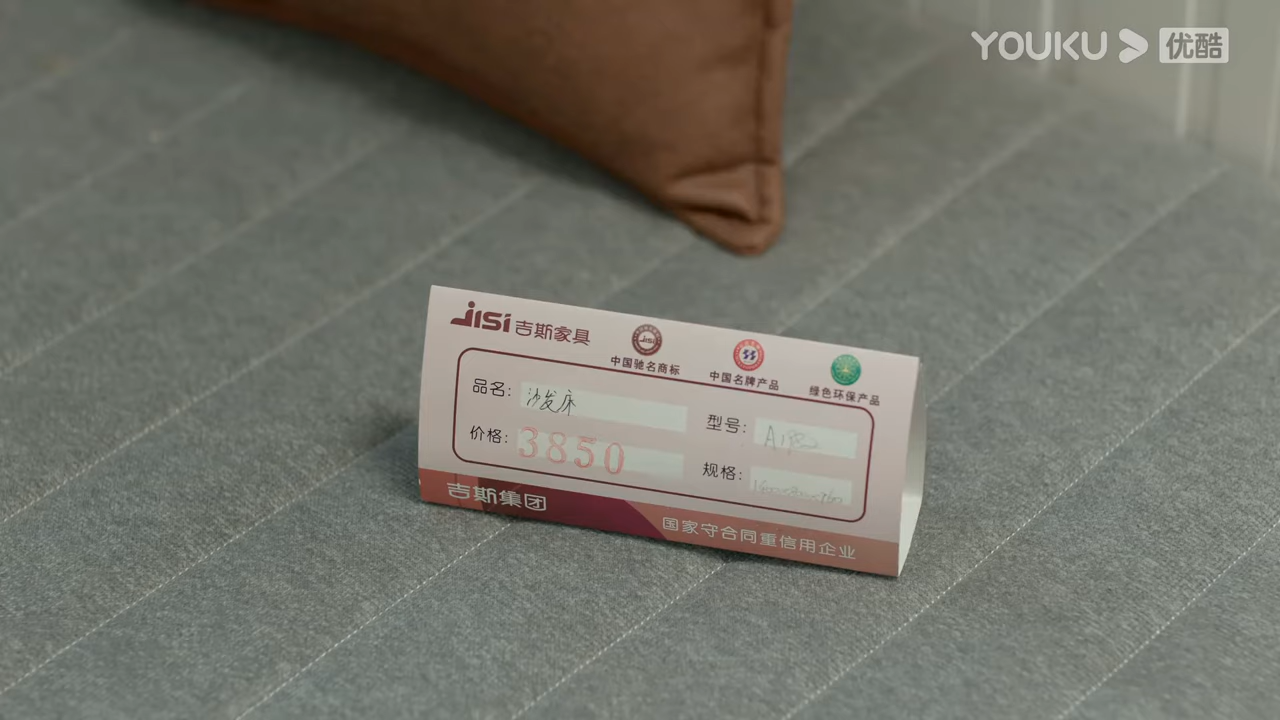 YOUKU 优酷
JISI 吉斯家具
中国驰名商标
中国名牌产品
绿色环保产品
品名: 沙发床
型号:
价格: 3850
规格:
吉斯集团
国家守合同重信用企业